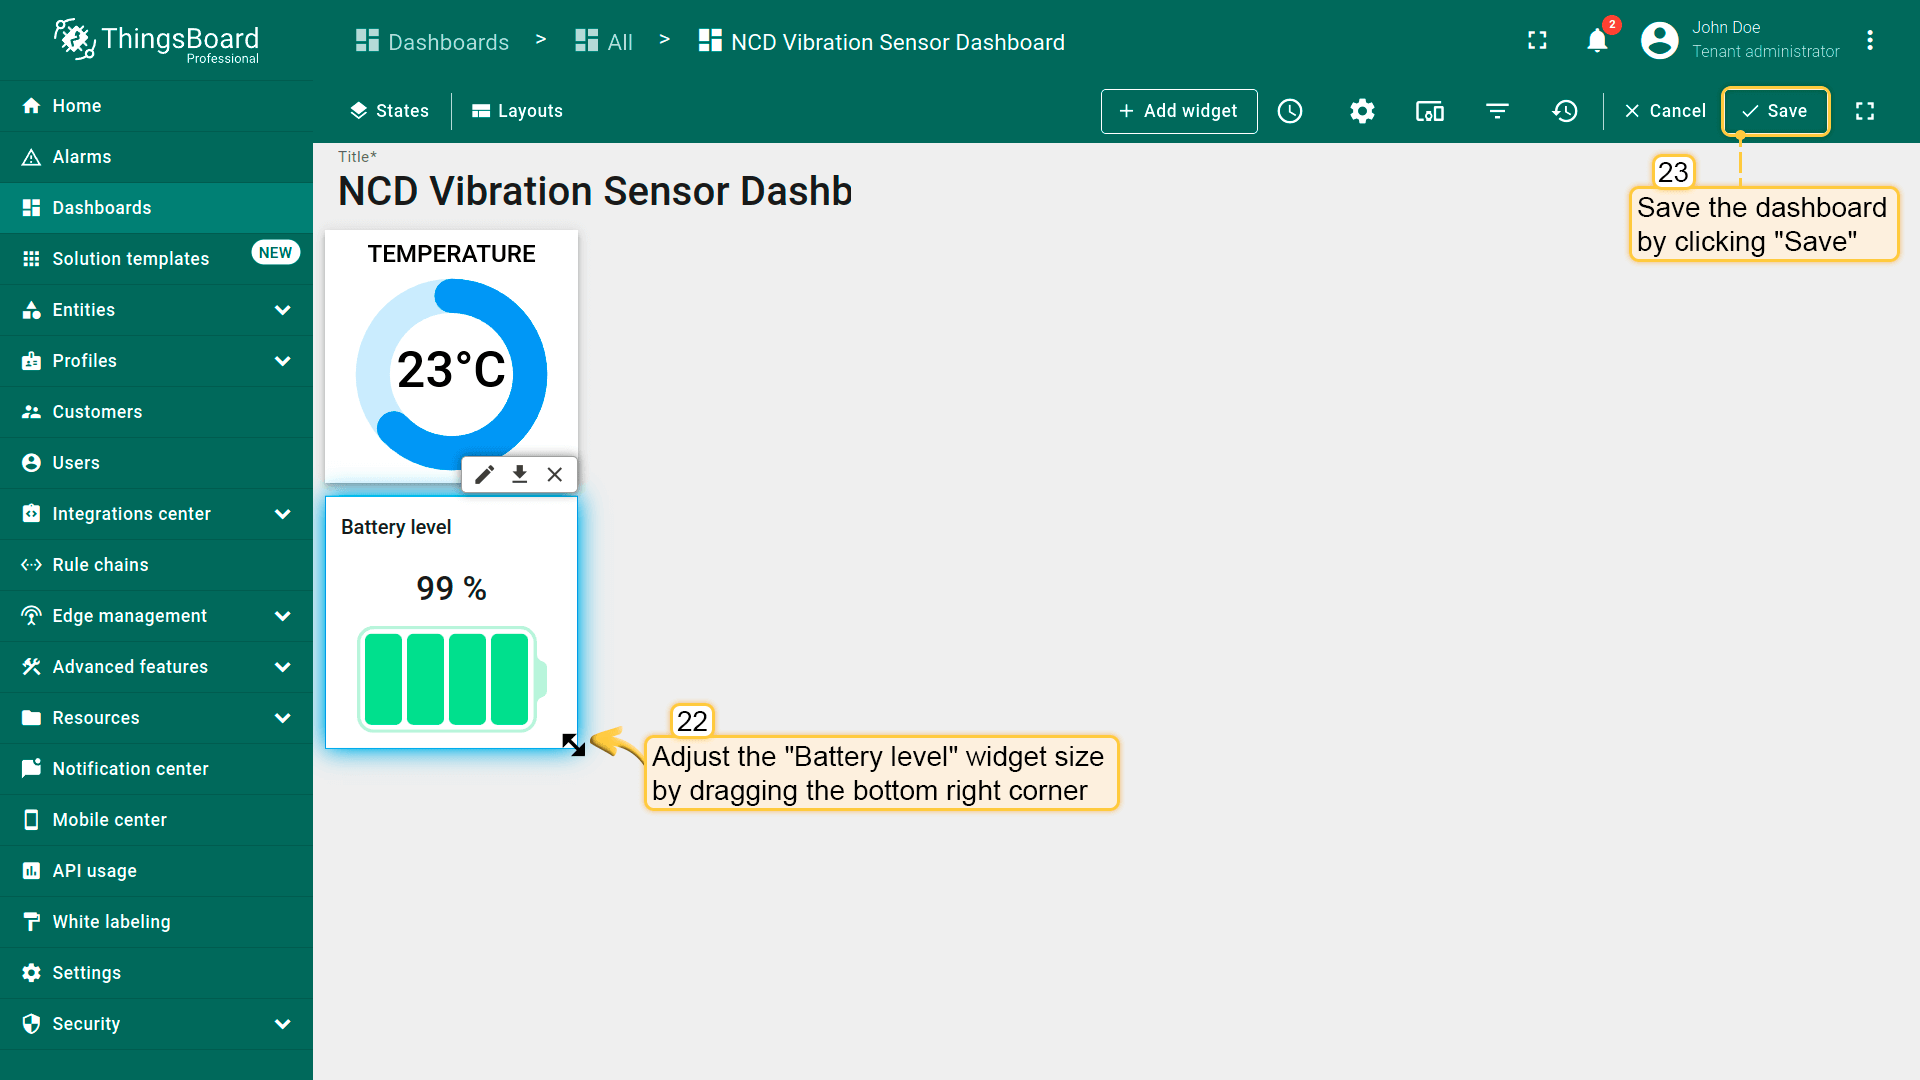 ThingsBoard
Professional
Dashboards > All > NCD Vibration Sensor Dashboard
2
John Doe
Tenant administrator
States
Layouts
+ Add widget
Cancel
Save
Home
Alarms
Dashboards
Solution templates
NEW
Entities
Profiles
Customers
Users
Integrations center
Rule chains
Edge management
Advanced features
Resources
Notification center
Mobile center
API usage
White labeling
Settings
Security
Title*
NCD Vibration Sensor Dashb
TEMPERATURE
23°C
Battery level
99 %
22
Adjust the "Battery level" widget size
by dragging the bottom right corner
23
Save the dashboard
by clicking "Save"